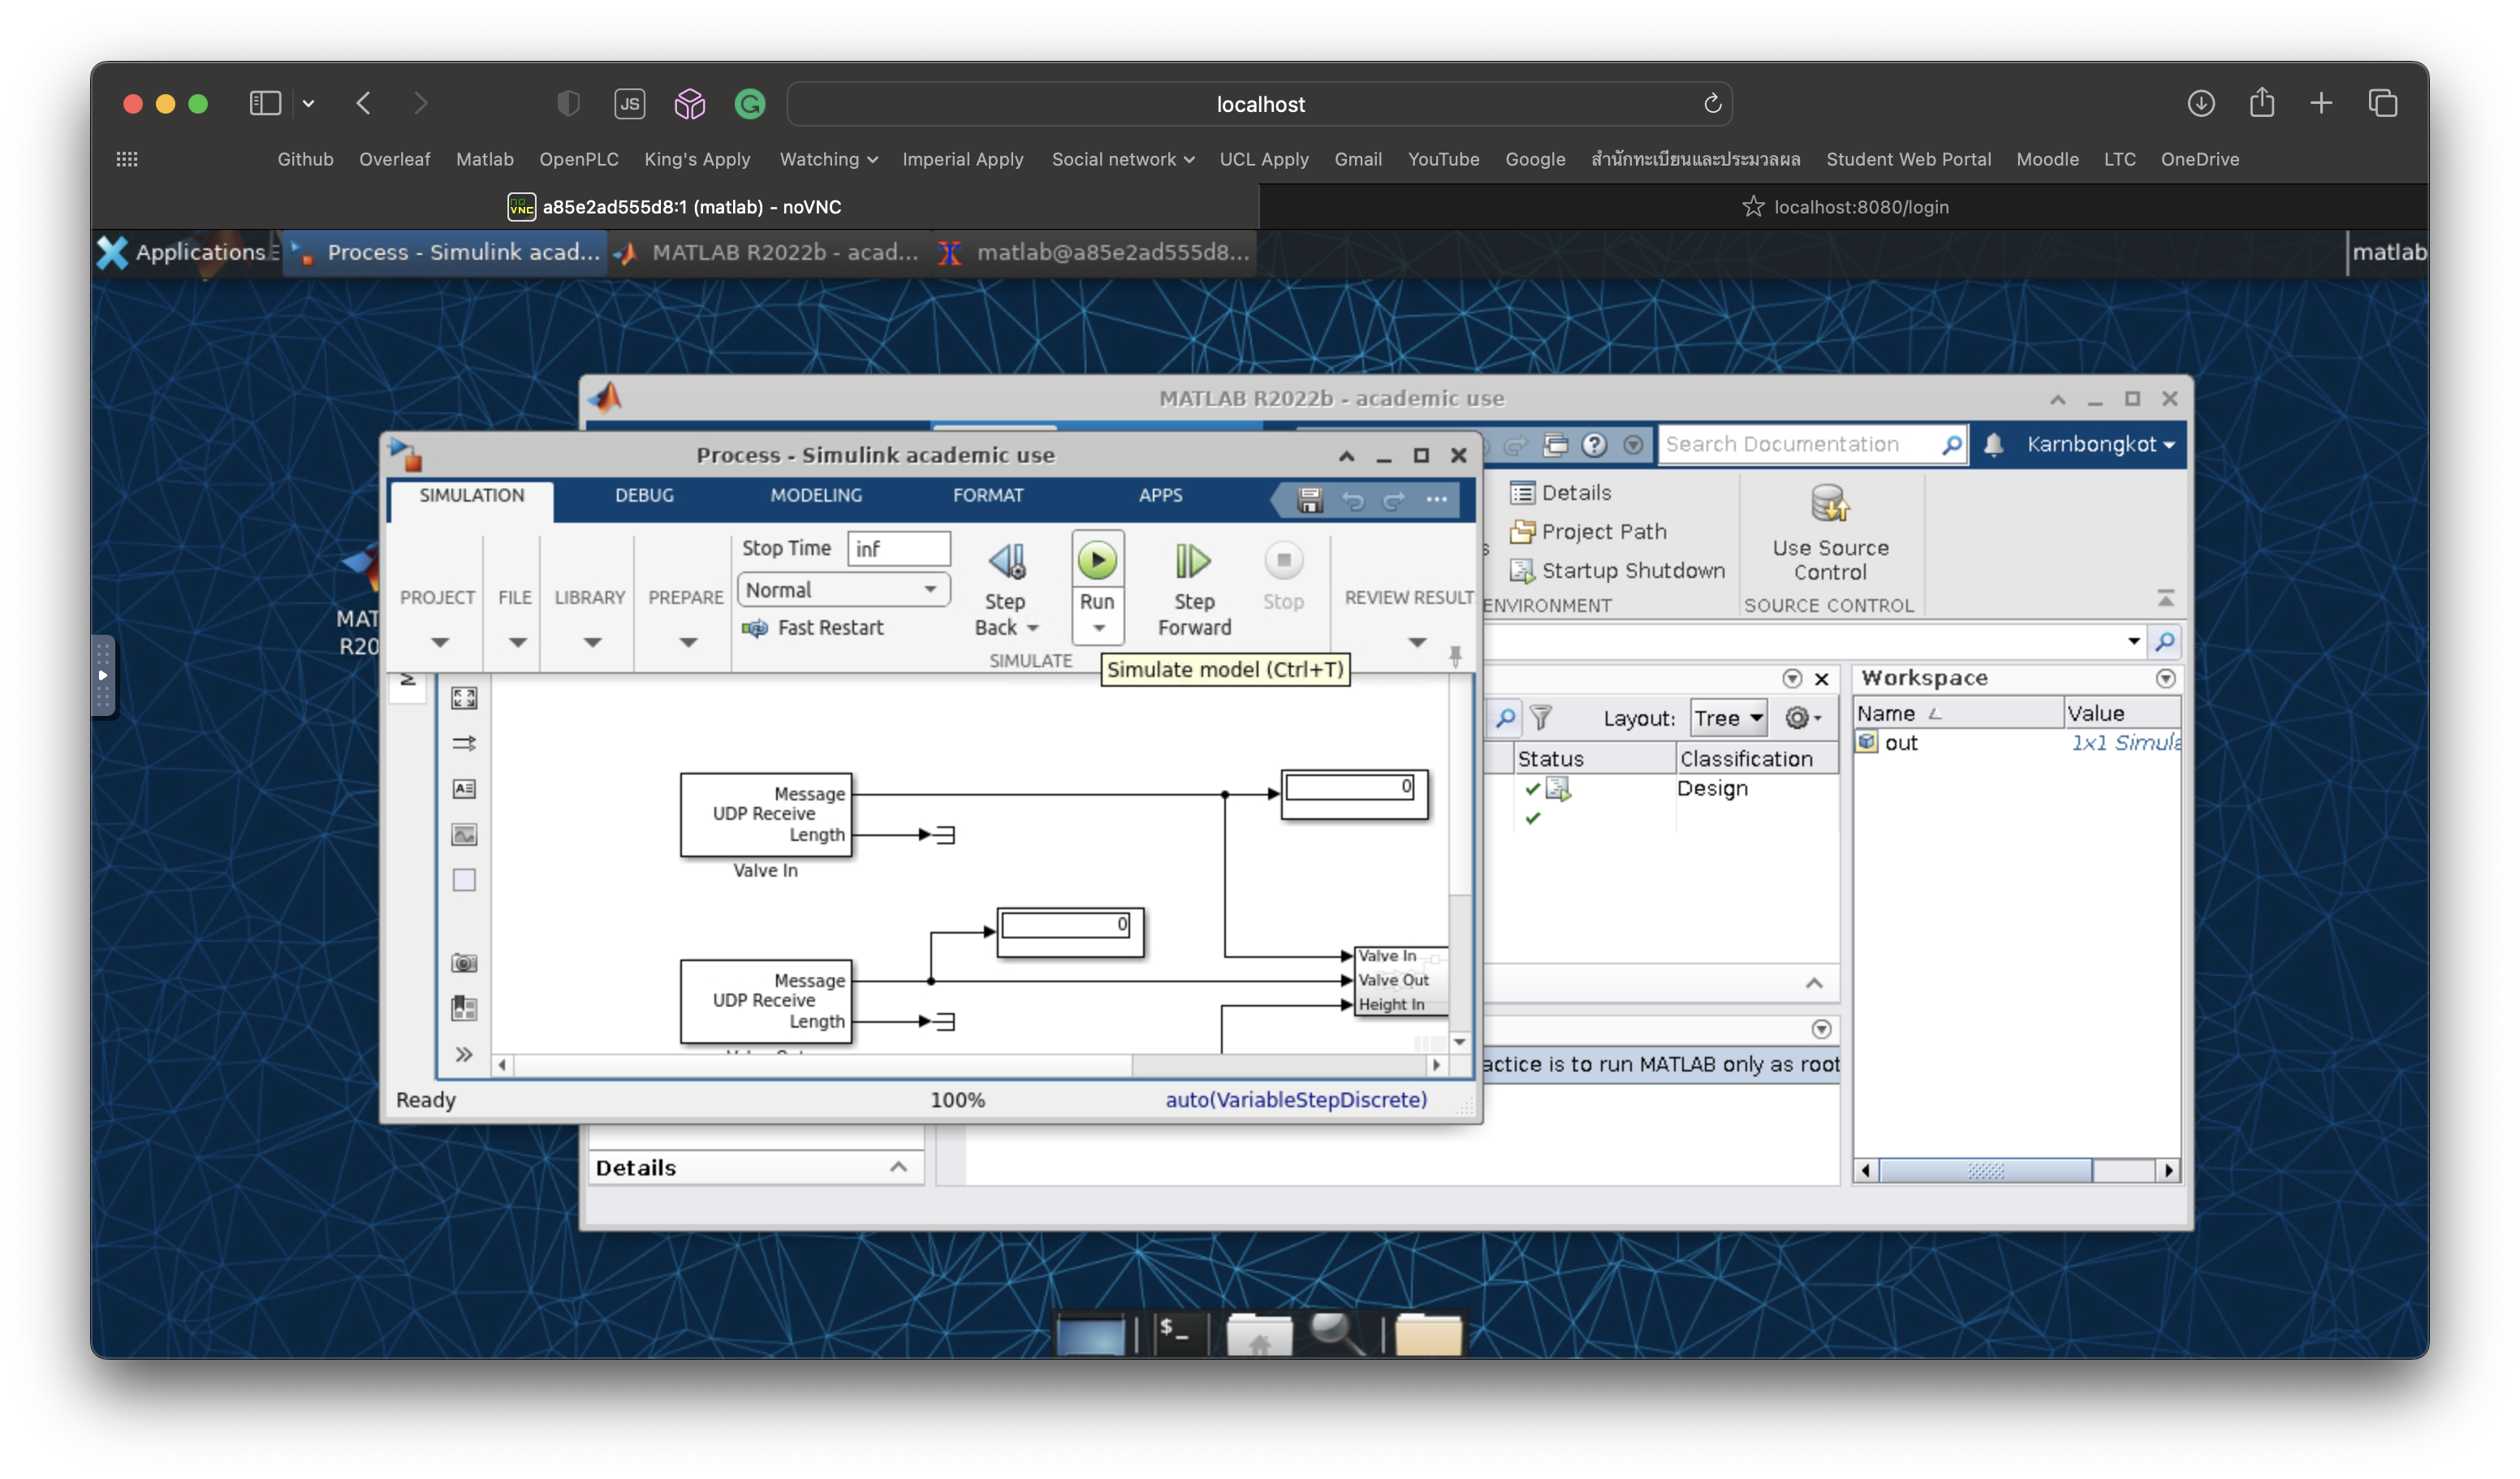 JS
localhost
Github Overleaf Matlab OpenPLC King's Apply Watching Imperial Apply Social network UCL Apply Gmail YouTube Google สำนักทะเบียนและประมวลผล Student Web Portal Moodle LTC OneDrive
no VNC a85e2ad555d8:1 (matlab) - noVNC
localhost:8080/login
Applications Process - Simulink acad... MATLAB R2022b - acad... matlab@a85e2ad555d8... matlab
MATLAB R2022b - academic use
Search Documentation Karnbongkot
Details
Project Path
Startup Shutdown
ENVIRONMENT
Use Source
Control
SOURCE CONTROL
Process - Simulink academic use
SIMULATION DEBUG MODELING FORMAT APPS
PROJECT FILE LIBRARY PREPARE
Stop Time inf
Normal
Fast Restart
Step
Back
Run
Step
Forward
Stop
SIMULATE
REVIEW RESULT
Simulate model (Ctrl+T)
MAT
R20
Message
UDP Receive
Length
Valve In
0
0
Message
UDP Receive
Length
Valve In
Valve Out
Height In
Ready 100% auto(VariableStepDiscrete)
Layout: Tree
Status Classification
Design
Workspace
Name Value
out 1x1 Simula
actice is to run MATLAB only as root
Details
$_